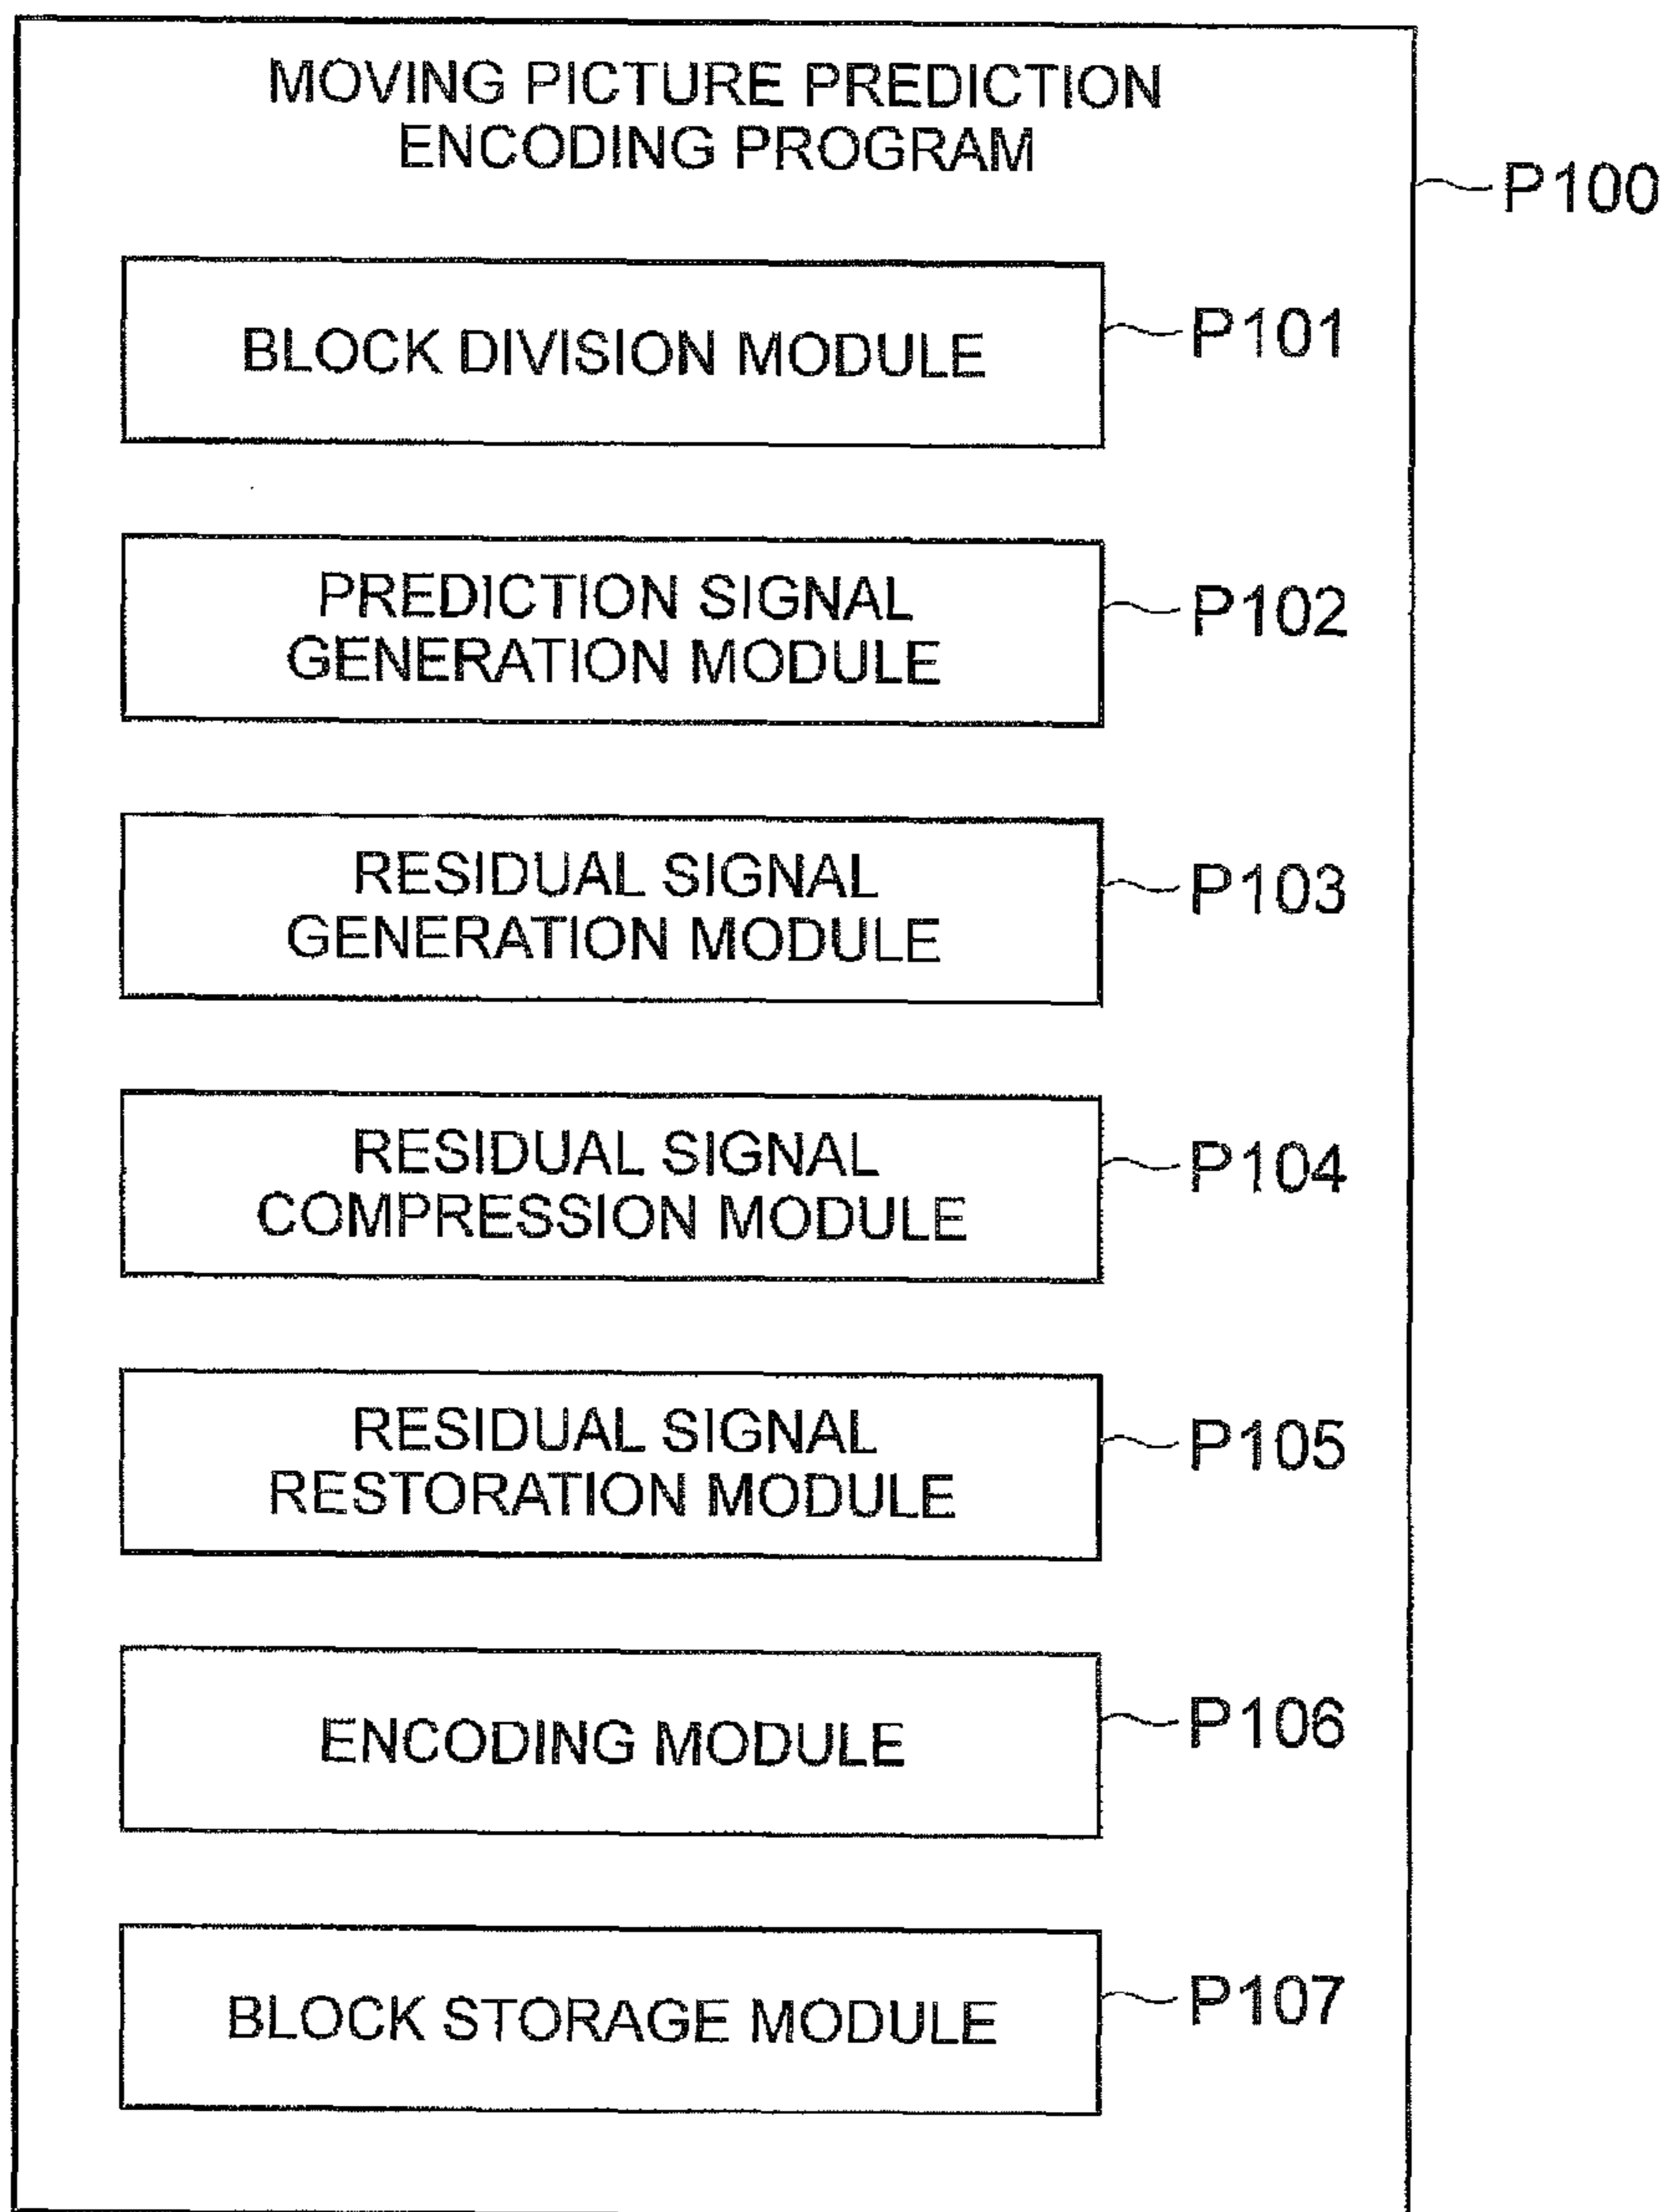 MOVING PICTURE PREDICTION
ENCODING PROGRAM
P100
BLOCK DIVISION MODULE
P101
PREDICTION SIGNAL
GENERATION MODULE
P102
RESIDUAL SIGNAL
GENERATION MODULE
P103
RESIDUAL SIGNAL
COMPRESSION MODULE
P104
RESIDUAL SIGNAL
RESTORATION MODULE
P105
ENCODING MODULE
P106
BLOCK STORAGE MODULE
P107